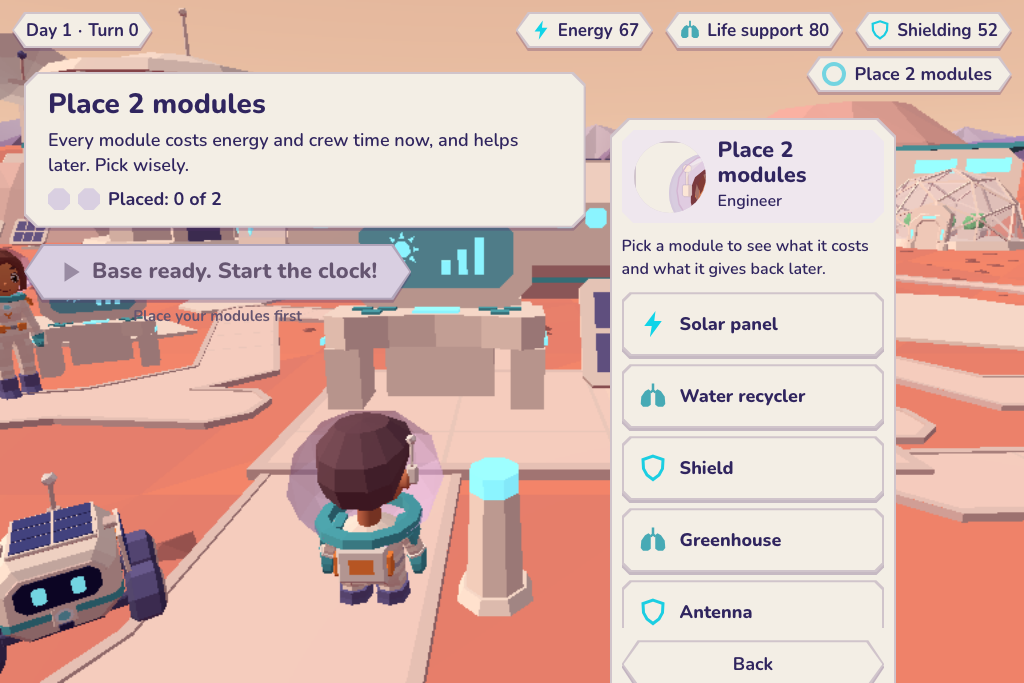 Day 1 · Turn 0
Energy 67
Life support 80
Shielding 52
Place 2 modules
Place 2 modules
Every module costs energy and crew time now, and helps
later. Pick wisely.
Placed: 0 of 2
Base ready. Start the clock!
Place your modules first
Place 2
modules
Engineer
Pick a module to see what it costs
and what it gives back later.
Solar panel
Water recycler
Shield
Greenhouse
Antenna
Back